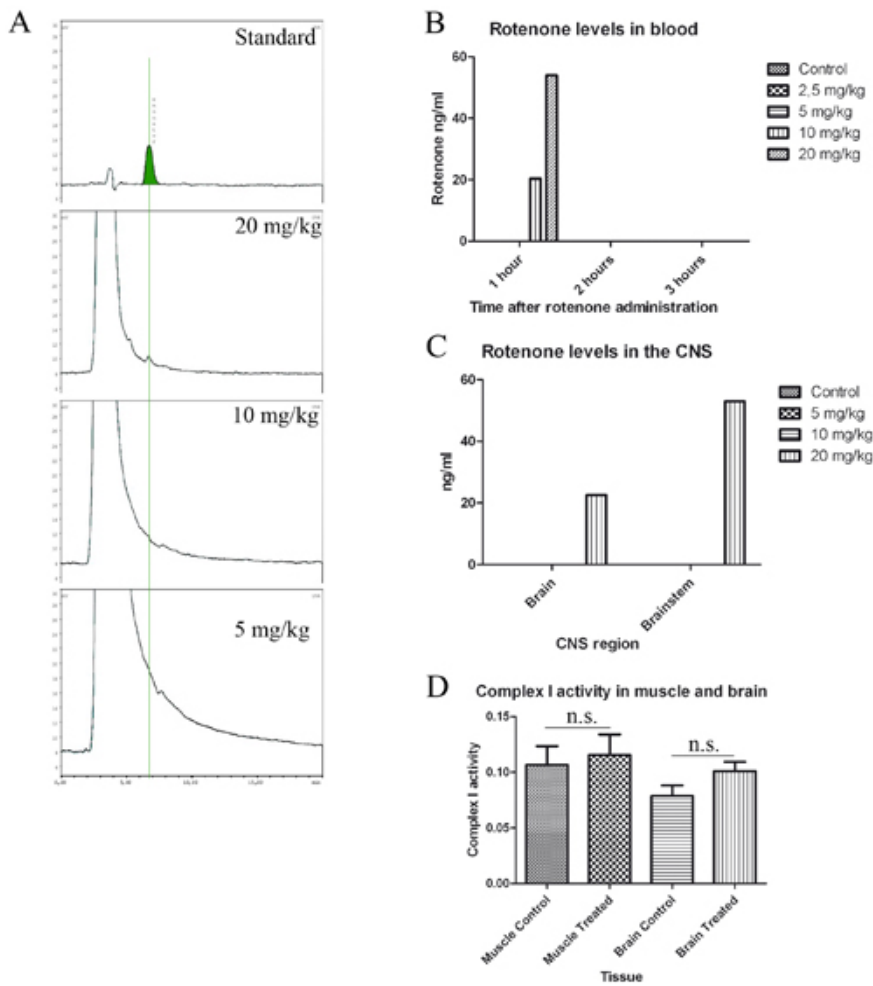 A
Standard
20 mg/kg
10 mg/kg
5 mg/kg
B
Rotenone levels in blood
Rotenone ng/ml
60
40
20
0
1 hour
2 hours
3 hours
Time after rotenone administration
Control
2,5 mg/kg
5 mg/kg
10 mg/kg
20 mg/kg
C
Rotenone levels in the CNS
ng/ml
60
40
20
0
Brain
Brainstem
CNS region
Control
5 mg/kg
10 mg/kg
20 mg/kg
D
Complex I activity in muscle and brain
n.s.
n.s.
Complex I activity
0.15
0.10
0.05
0.00
Muscle Control
Muscle Treated
Brain Control
Brain Treated
Tissue